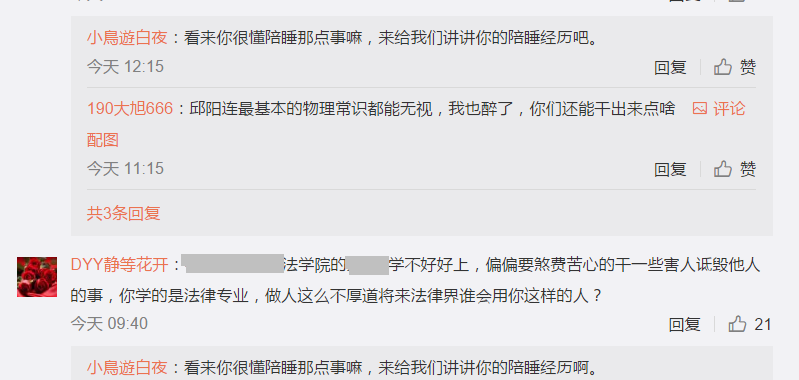 小鳥遊白夜：看来你很懂陪睡那点事嘛，来给我们讲讲你的陪睡经历吧。
今天 12:15 回复 赞
190大旭666：邱阳连最基本的物理常识都能无视，我也醉了，你们还能干出来点啥 评论
配图
今天 11:15 回复 赞
共3条回复
DYY静等花开：法学院的学不好好上，偏偏要煞费苦心的干一些害人诋毁他人
的事，你学的是法律专业，做人这么不厚道将来法律界谁会用你这样的人？
今天 09:40 回复 21
小鳥遊白夜：看来你很懂陪睡那点事嘛，来给我们讲讲你的陪睡经历啊。